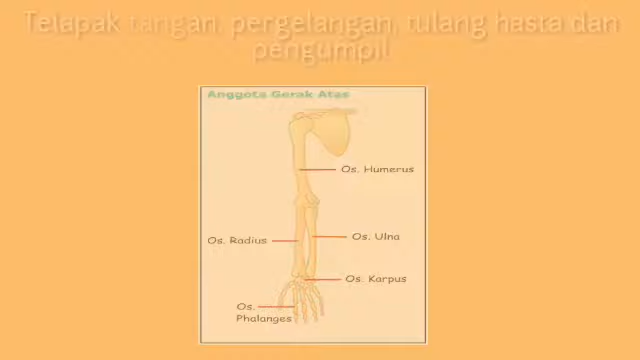 Telapak tangan, pergelangan, tulang hasta dan
pengumpil
Anggota Gerak Atas
Os. Humerus
Os. Radius
Os. Ulna
Os. Karpus
Os.
Phalanges